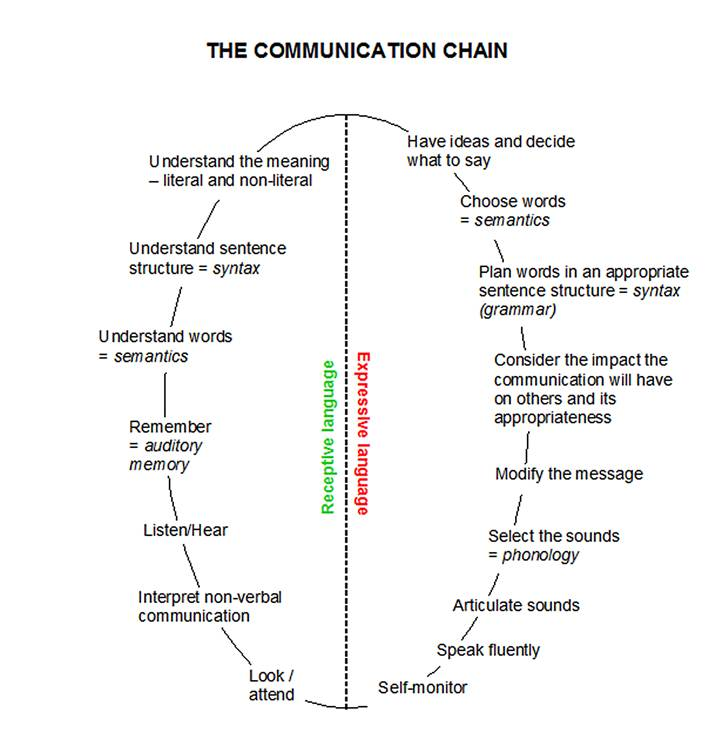 THE COMMUNICATION CHAIN
Understand the meaning
– literal and non-literal
Understand sentence
structure = syntax
Understand words
= semantics
Remember
= auditory
memory
Listen/Hear
Interpret non-verbal
communication
Look /
attend
Receptive language
Expressive language
Have ideas and decide
what to say
Choose words
= semantics
Plan words in an appropriate
sentence structure = syntax
(grammar)
Consider the impact the
communication will have
on others and its
appropriateness
Modify the message
Select the sounds
= phonology
Articulate sounds
Speak fluently
Self-monitor